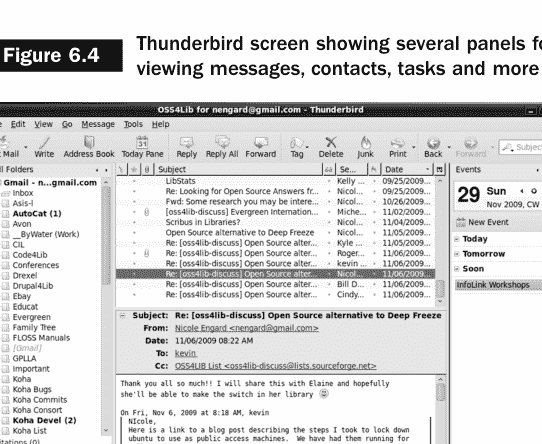 Figure 6.4
Thunderbird screen showing several panels
viewing messages, contacts, tasks and more
OSS4Lib for nengard@gmail.com - Thunderbird
Edit View Go Message Tools Help
Mail Write Address Book Today Pane Reply Reply All Forward Tag Delete Junk Print Back Forward Subject
Folders
Gmail - n...gmail.com
Inbox
Asis-l
AutoCat (1)
Avon
__ByWater (Work)
CIL
Code4Lib
Conferences
Drexel
Drupal4Lib
Ebay
Educat
Evergreen
Family Tree
FLOSS Manuals
[Gmail]
GPLLA
Important
Koha
Koha Bugs
Koha Commits
Koha Consort
Koha Devel (2)
Koha List
Subject Se... Date
LibStats Kelly ... 09/25/2009...
Re: Looking for Open Source Answers fr... Nicol... 09/25/2009...
Fwd: Some research you may be intere... Nicol... 10/26/2009...
[oss4lib-discuss] Evergreen Internation... Miche... 11/02/2009...
Scribus in Libraries? Nicol... 11/04/2009...
Open Source alternative to Deep Freeze Nicol... 11/05/2009...
Re: [oss4lib-discuss] Open Source alter... Kyle ... 11/05/2009...
Re: [oss4lib-discuss] Open Source alter... Roger... 11/06/2009...
Re: [oss4lib-discuss] Open Source alter... kevin ... 11/06/2009...
Re: [oss4lib-discuss] Open Source alter... Nicol... 11/06/2009...
Re: [oss4lib-discuss] Open Source alter... Bill D... 11/06/2009...
Re: [oss4lib-discuss] Open Source alter... Cindy... 11/06/2009...
Subject: Re: [oss4lib-discuss] Open Source alternative to Deep Freeze
From: Nicole Engard <nengard@gmail.com>
Date: 11/06/2009 08:22 AM
To: kevin
Cc: OSS4LIB List <oss4lib-discuss@lists.sourceforge.net>
Thank you all so much!! I will share this with Elaine and hopefully
she'll be able to make the switch in her library
On Fri, Nov 6, 2009 at 8:18 AM, kevin
NIcole,
Here is a link to a blog post describing the steps I took to lock down
ubuntu to use as public access machines. We have had them running for
Events
29 Sun
Nov 2009, CW
New Event
Today
Tomorrow
Soon
InfoLink Workshops